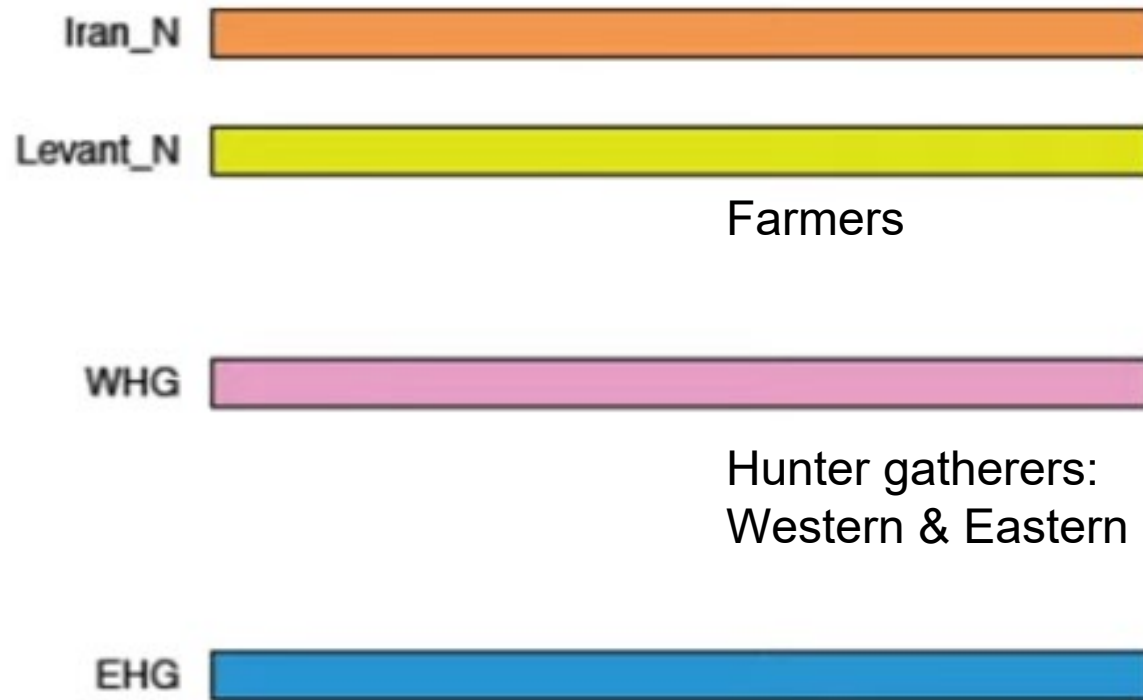 Iran_N
Levant_N
Farmers
WHG
Hunter gatherers:
Western & Eastern
EHG